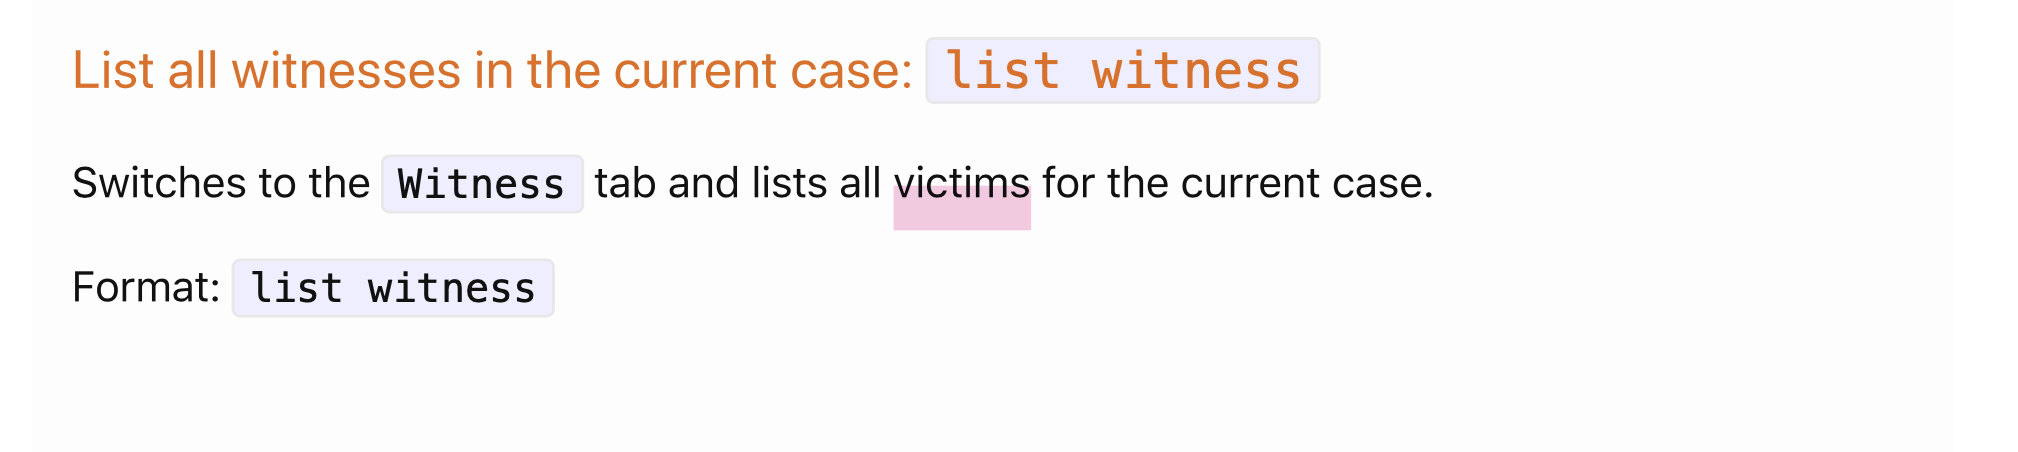 List all witnesses in the current case: list witness
Switches to the Witness tab and lists all victims for the current case.
Format: list witness